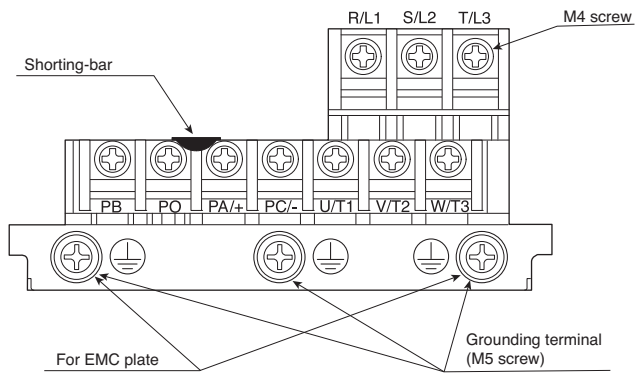 R/L1 S/L2 T/L3
M4 screw
Shorting-bar
PB PO PA/+ PC/- U/T1 V/T2 W/T3
For EMC plate
Grounding terminal
(M5 screw)